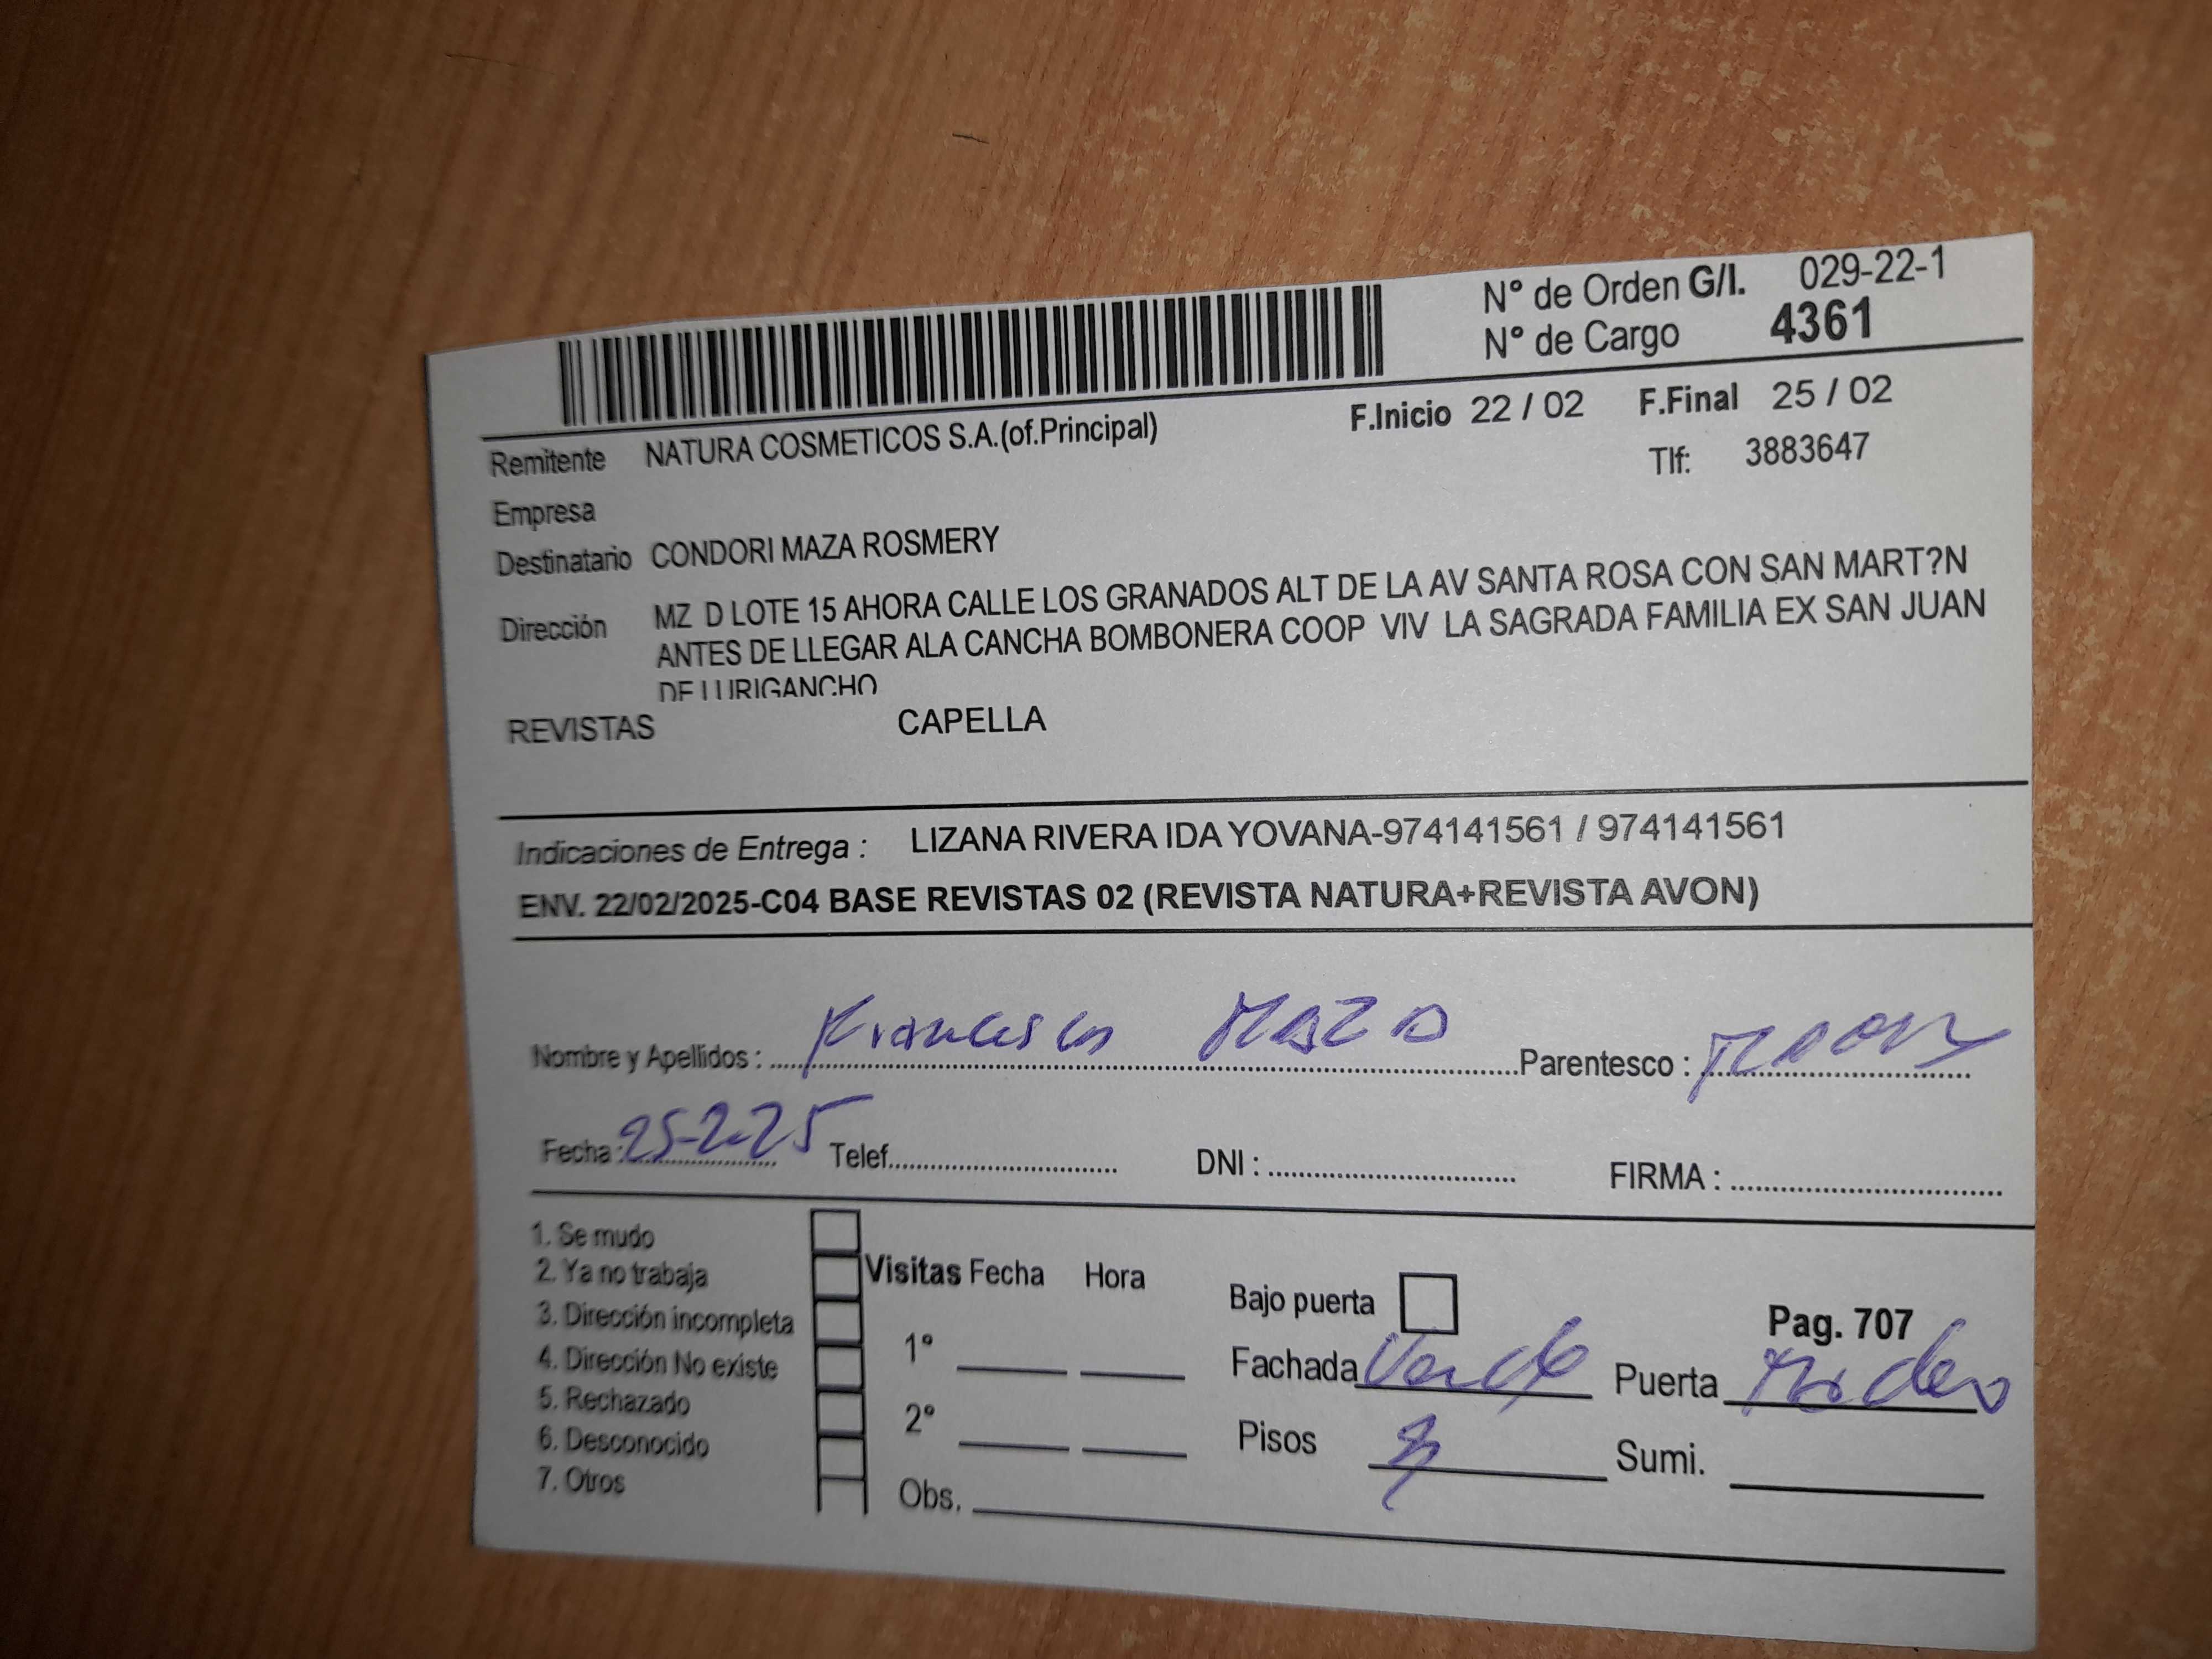 N° de Orden G/I. 029-22-1
N° de Cargo 4361
F.Inicio 22 / 02 F.Final 25 / 02
Remitente NATURA COSMETICOS S.A.(of.Principal)
Tlf: 3883647
Empresa
Destinatario CONDORI MAZA ROSMERY
Dirección MZ D LOTE 15 AHORA CALLE LOS GRANADOS ALT DE LA AV SANTA ROSA CON SAN MART?N
ANTES DE LLEGAR ALA CANCHA BOMBONERA COOP VIV LA SAGRADA FAMILIA EX SAN JUAN
DE LURIGANCHO
REVISTAS CAPELLA
Indicaciones de Entrega : LIZANA RIVERA IDA YOVANA-974141561 / 974141561
ENV. 22/02/2025-C04 BASE REVISTAS 02 (REVISTA NATURA+REVISTA AVON)
Nombre y Apellidos : Parentesco :
Fecha : 25-2-25 Telef. DNI : FIRMA :
1. Se mudo
2. Ya no trabaja
3. Dirección incompleta
4. Dirección No existe
5. Rechazado
6. Desconocido
7. Otros
Visitas Fecha Hora
1°
2°
Obs.
Bajo puerta
Pag. 707
Fachada Verde Puerta
Pisos Sumi.